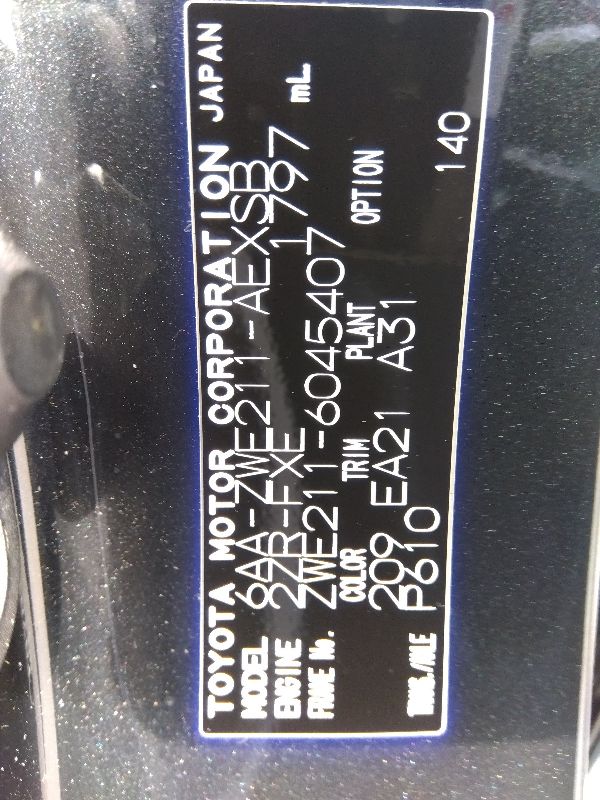 TOYOTA MOTOR CORPORATION JAPAN
MODEL 6AA-ZWE211-AEXSB
ENGINE 2ZR-FXE 1797 mL
FRAME No. ZWE211-6045407
COLOR TRIM PLANT OPTION
209 EA21 A31
TRANS./AXLE P610 140